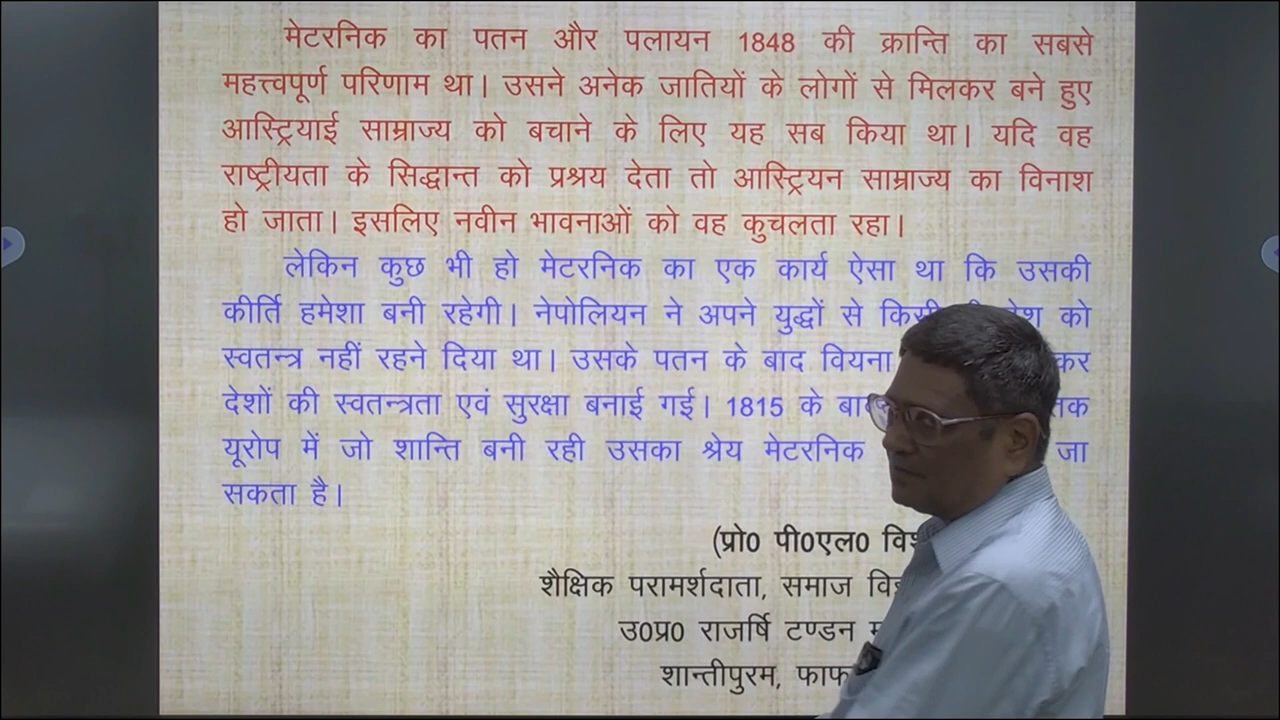 मेटरनिक का पतन और पलायन 1848 की क्रान्ति का सबसे
महत्त्वपूर्ण परिणाम था। उसने अनेक जातियों के लोगों से मिलकर बने हुए
आस्ट्रियाई साम्राज्य को बचाने के लिए यह सब किया था। यदि वह
राष्ट्रीयता के सिद्धान्त को प्रश्रय देता तो आस्ट्रियन साम्राज्य का विनाश
हो जाता। इसलिए नवीन भावनाओं को वह कुचलता रहा।
लेकिन कुछ भी हो मेटरनिक का एक कार्य ऐसा था कि उसकी
कीर्ति हमेशा बनी रहेगी। नेपोलियन ने अपने युद्धों से को
स्वतन्त्र नहीं रहने दिया था। उसके पतन के बाद वियना
देशों की स्वतन्त्रता एवं सुरक्षा बनाई गई। 1815 के
यूरोप में जो शान्ति बनी रही उसका श्रेय मेटरनिक जा
सकता है।
(प्रो0 पी0एल0
शैक्षिक परामर्शदाता, समाज
उ0प्र0 राजर्षि टण्डन
शान्तीपुरम,